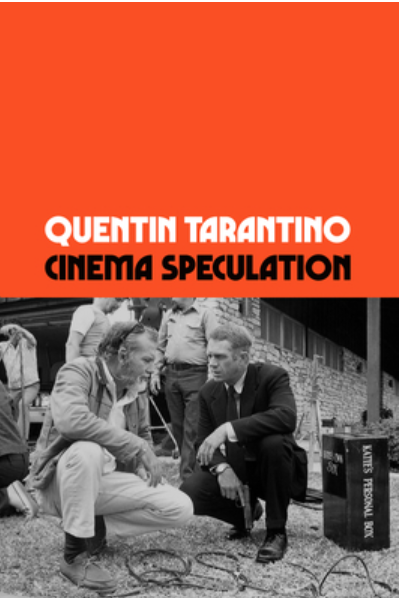 QUENTIN TARANTINO
CINEMA SPECULATION
KATIE'S PERSONAL BOX